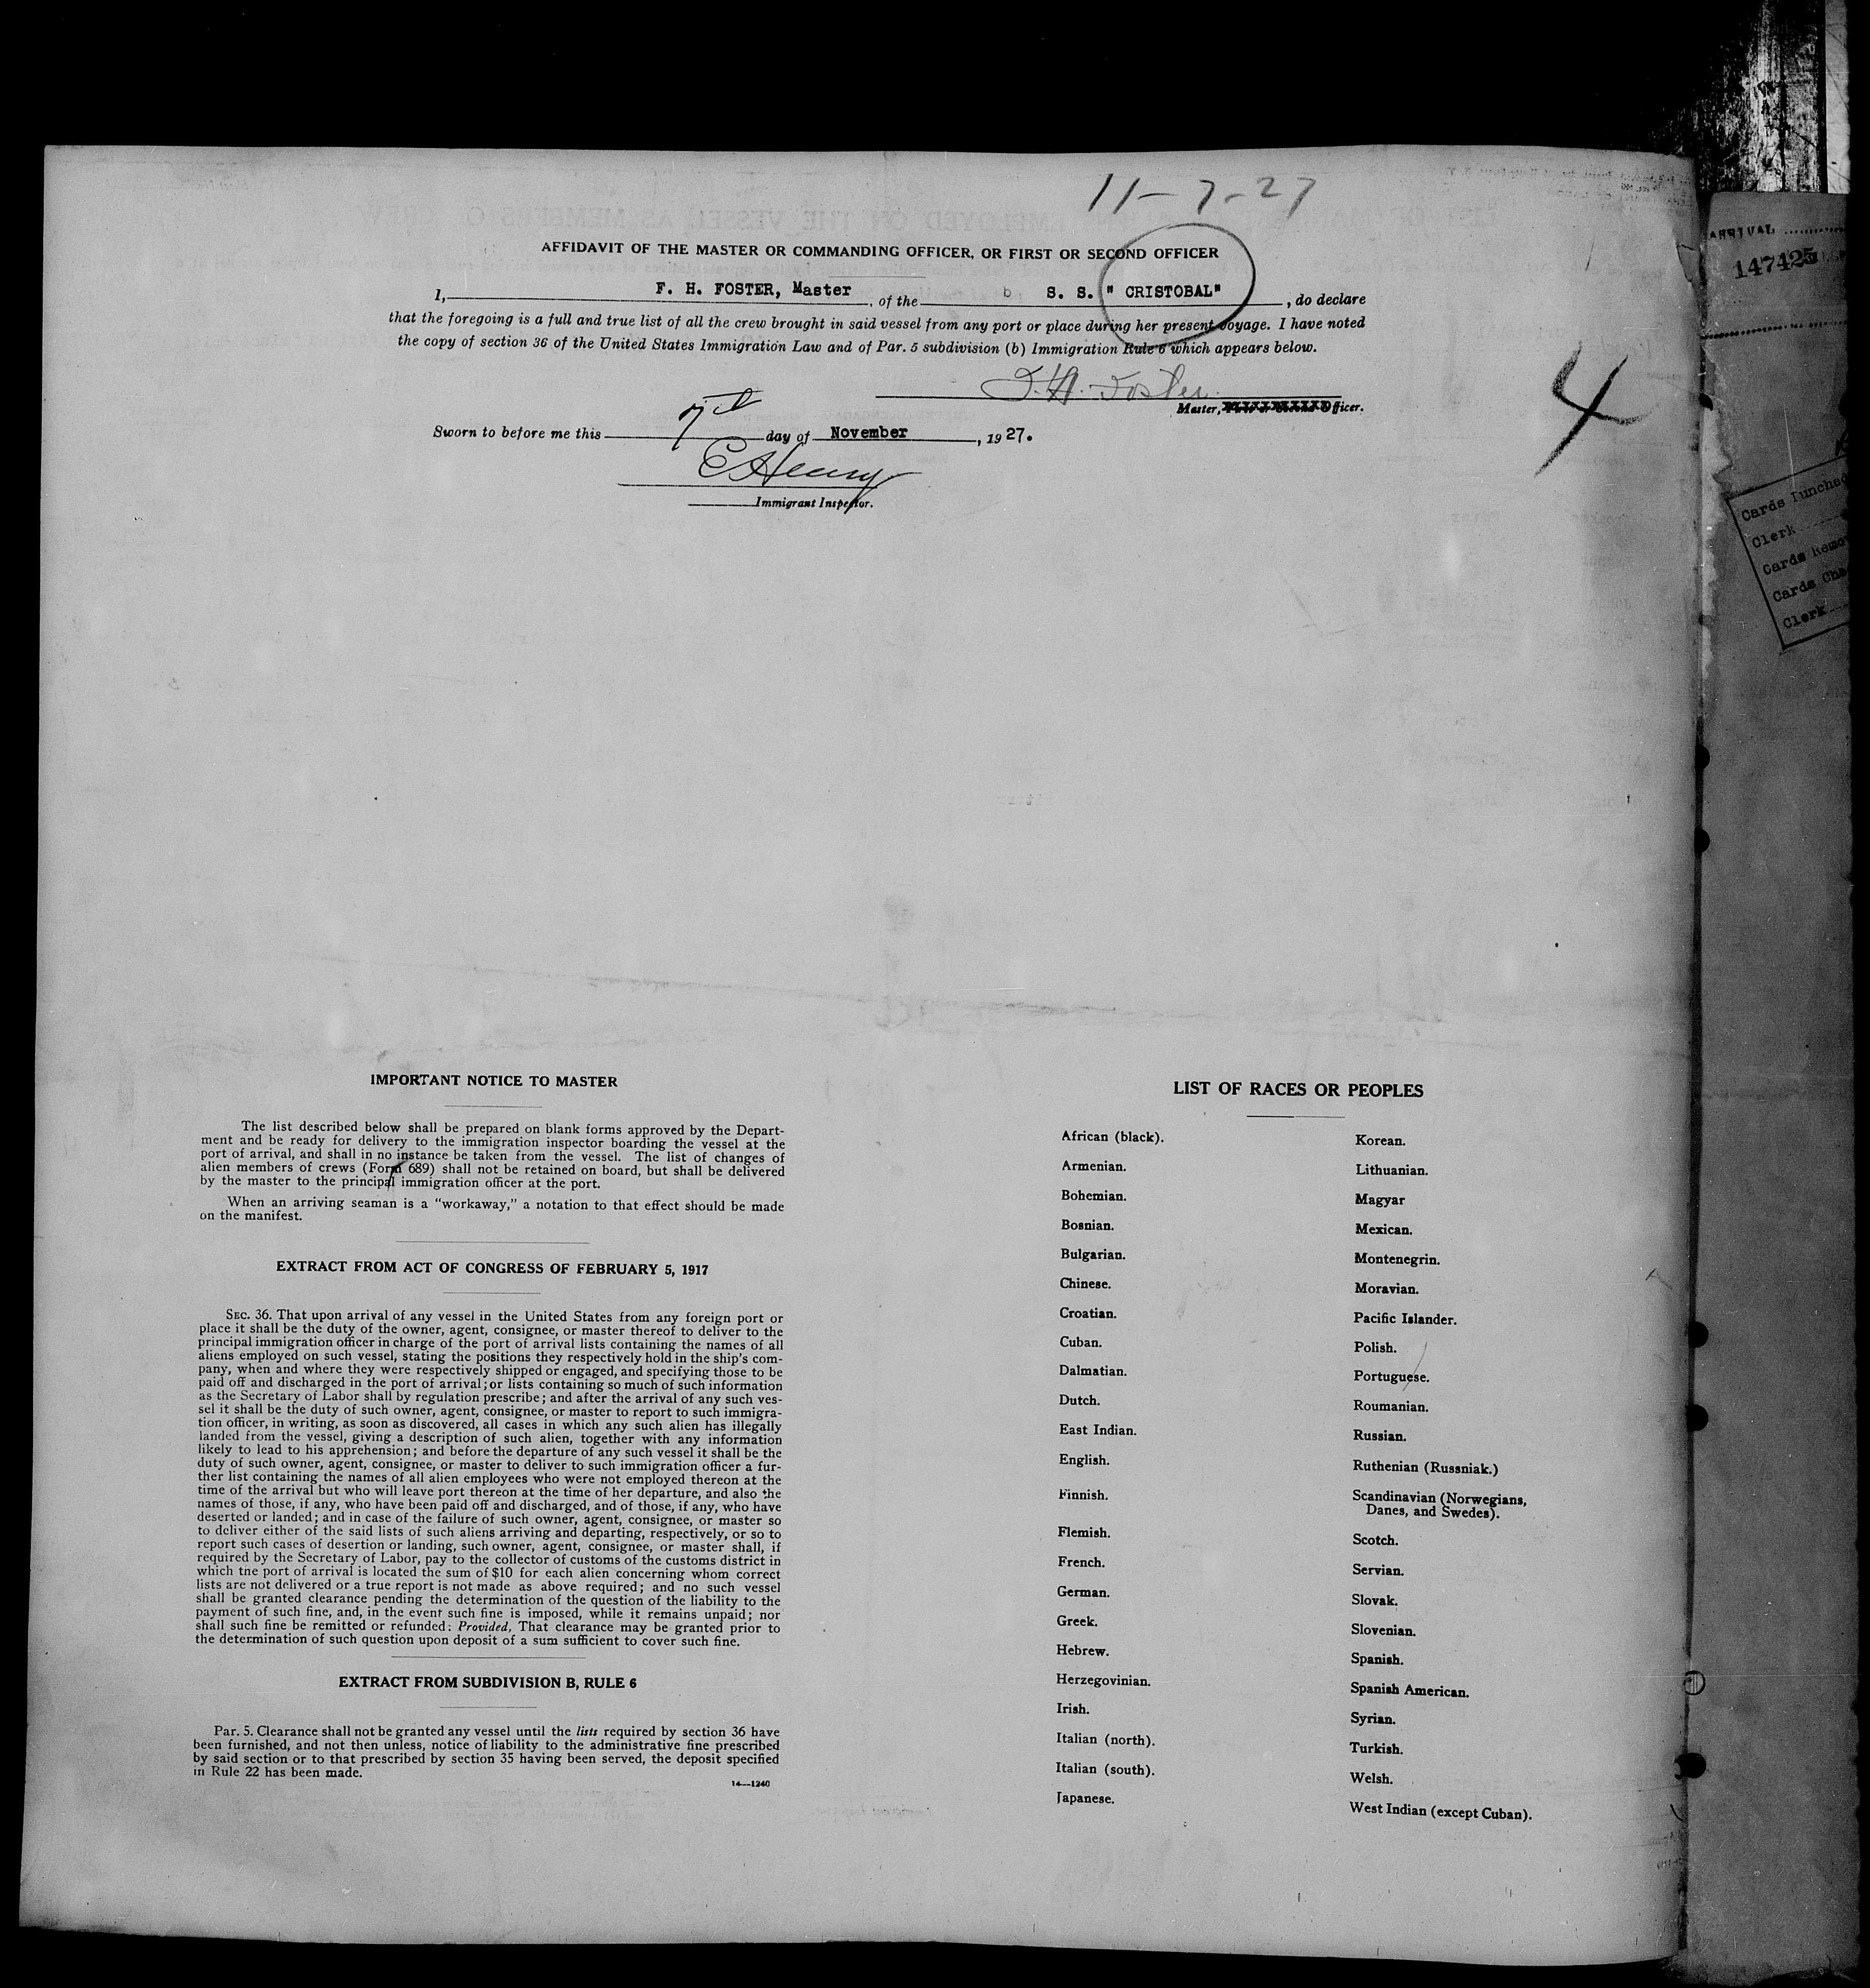 11-7-27
AFFIDAVIT OF THE MASTER OR COMMANDING OFFICER, OR FIRST OR SECOND OFFICER
I, F. H. FOSTER, Master, of the S. S. " CRISTOBAL", do declare
that the foregoing is a full and true list of all the crew brought in said vessel from any port or place during her present voyage. I have noted
the copy of section 36 of the United States Immigration Law and of Par. 5 subdivision (b) Immigration Rule 6 which appears below.
F. H. Foster
Master, Officer.
4
Sworn to before me this 7th day of November, 1927.
E Henry
Immigrant Inspector.
ARRIVAL
147425
Cards Punched
Clerk
Cards Remo
Cards Che
Clerk
IMPORTANT NOTICE TO MASTER
The list described below shall be prepared on blank forms approved by the Depart-
ment and be ready for delivery to the immigration inspector boarding the vessel at the
port of arrival, and shall in no instance be taken from the vessel. The list of changes of
alien members of crews (Form 689) shall not be retained on board, but shall be delivered
by the master to the principal immigration officer at the port.
When an arriving seaman is a "workaway," a notation to that effect should be made
on the manifest.
EXTRACT FROM ACT OF CONGRESS OF FEBRUARY 5, 1917
SEC. 36. That upon arrival of any vessel in the United States from any foreign port or
place it shall be the duty of the owner, agent, consignee, or master thereof to deliver to the
principal immigration officer in charge of the port of arrival lists containing the names of all
aliens employed on such vessel, stating the positions they respectively hold in the ship's com-
pany, when and where they were respectively shipped or engaged, and specifying those to be
paid off and discharged in the port of arrival; or lists containing so much of such information
as the Secretary of Labor shall by regulation prescribe; and after the arrival of any such ves-
sel it shall be the duty of such owner, agent, consignee, or master to report to such immigra-
tion officer, in writing, as soon as discovered, all cases in which any such alien has illegally
landed from the vessel, giving a description of such alien, together with any information
likely to lead to his apprehension; and before the departure of any such vessel it shall be the
duty of such owner, agent, consignee, or master to deliver to such immigration officer a fur-
ther list containing the names of all alien employees who were not employed thereon at the
time of the arrival but who will leave port thereon at the time of her departure, and also the
names of those, if any, who have been paid off and discharged, and of those, if any, who have
deserted or landed; and in case of the failure of such owner, agent, consignee, or master so
to deliver either of the said lists of such aliens arriving and departing, respectively, or so to
report such cases of desertion or landing, such owner, agent, consignee, or master shall, if
required by the Secretary of Labor, pay to the collector of customs of the customs district in
which the port of arrival is located the sum of $10 for each alien concerning whom correct
lists are not delivered or a true report is not made as above required; and no such vessel
shall be granted clearance pending the determination of the question of the liability to the
payment of such fine, and, in the event such fine is imposed, while it remains unpaid; nor
shall such fine be remitted or refunded: Provided, That clearance may be granted prior to
the determination of such question upon deposit of a sum sufficient to cover such fine.
EXTRACT FROM SUBDIVISION B, RULE 6
Par. 5. Clearance shall not be granted any vessel until the lists required by section 36 have
been furnished, and not then unless, notice of liability to the administrative fine prescribed
by said section or to that prescribed by section 35 having been served, the deposit specified
in Rule 22 has been made.
14—1240
LIST OF RACES OR PEOPLES
African (black).
Armenian.
Bohemian.
Bosnian.
Bulgarian.
Chinese.
Croatian.
Cuban.
Dalmatian.
Dutch.
East Indian.
English.
Finnish.
Flemish.
French.
German.
Greek.
Hebrew.
Herzegovinian.
Irish.
Italian (north).
Italian (south).
Japanese.
Korean.
Lithuanian.
Magyar
Mexican.
Montenegrin.
Moravian.
Pacific Islander.
Polish.
Portuguese.
Roumanian.
Russian.
Ruthenian (Russniak.)
Scandinavian (Norwegians,
Danes, and Swedes).
Scotch.
Servian.
Slovak.
Slovenian.
Spanish.
Spanish American.
Syrian.
Turkish.
Welsh.
West Indian (except Cuban).